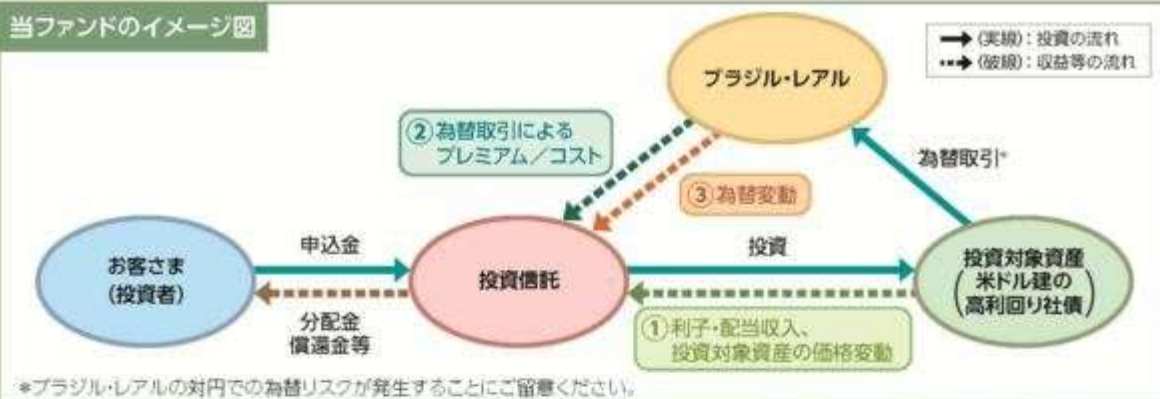 当ファンドのイメージ図
(実線):投資の流れ
(破線):収益等の流れ
ブラジル・レアル
②為替取引による
プレミアム/コスト
為替取引*
③為替変動
申込金
投資
お客さま
(投資者)
投資信託
投資対象資産
(米ドル建の
高利回り社債)
分配金
償還金等
①利子・配当収入、
投資対象資産の価格変動
*ブラジル・レアルの対円での為替リスクが発生することにご留意ください。